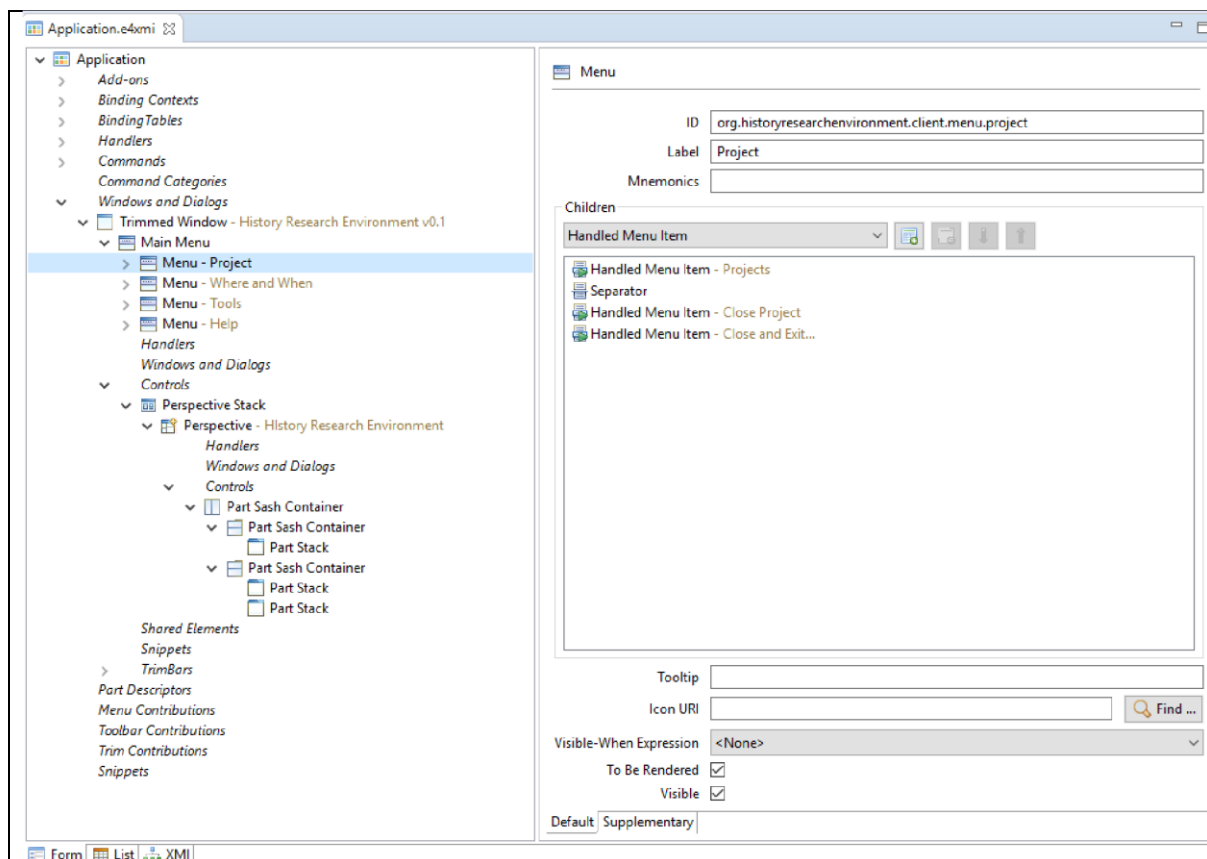 Application.e4xmi
Application
Add-ons
Binding Contexts
BindingTables
Handlers
Commands
Command Categories
Windows and Dialogs
Trimmed Window - History Research Environment v0.1
Main Menu
Menu - Project
Menu - Where and When
Menu - Tools
Menu - Help
Handlers
Windows and Dialogs
Controls
Perspective Stack
Perspective - HIstory Research Environment
Handlers
Windows and Dialogs
Controls
Part Sash Container
Part Sash Container
Part Stack
Part Sash Container
Part Stack
Part Stack
Shared Elements
Snippets
TrimBars
Part Descriptors
Menu Contributions
Toolbar Contributions
Trim Contributions
Snippets
Menu
ID org.historyresearchenvironment.client.menu.project
Label Project
Mnemonics
Children
Handled Menu Item
Handled Menu Item - Projects
Separator
Handled Menu Item - Close Project
Handled Menu Item - Close and Exit...
Tooltip
Icon URI Find ...
Visible-When Expression <None>
To Be Rendered
Visible
Default Supplementary
Form List XMI